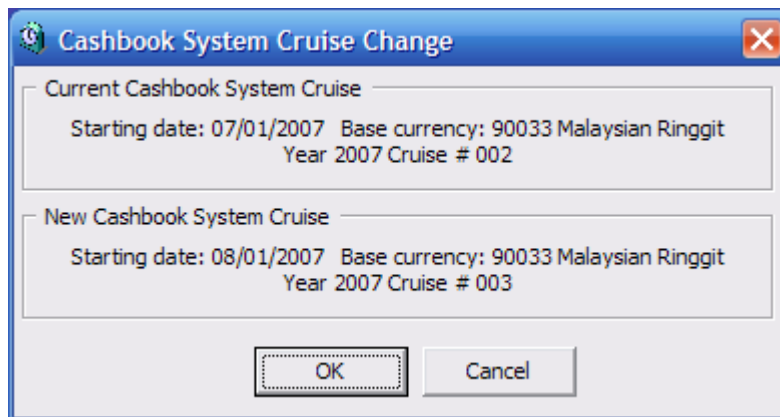 Cashbook System Cruise Change
Current Cashbook System Cruise
Starting date: 07/01/2007 Base currency: 90033 Malaysian Ringgit
Year 2007 Cruise # 002
New Cashbook System Cruise
Starting date: 08/01/2007 Base currency: 90033 Malaysian Ringgit
Year 2007 Cruise # 003
OK Cancel